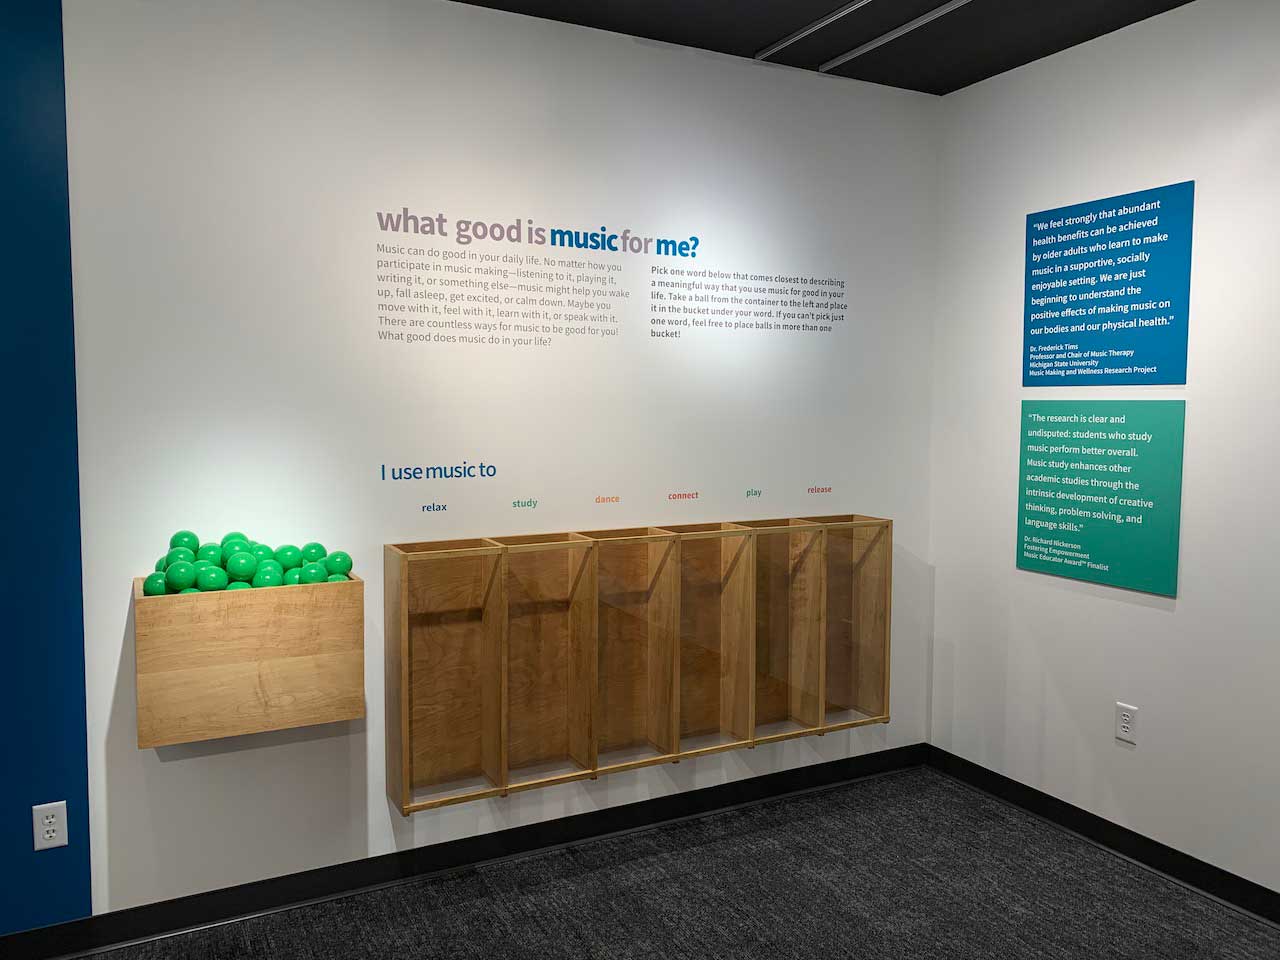 what good is music for me?
Music can do good in your daily life. No matter how you
participate in music making—listening to it, playing it,
writing it, or something else—music might help you wake
up, fall asleep, get excited, or calm down. Maybe you
move with it, feel with it, learn with it, or speak with it.
There are countless ways for music to be good for you!
What good does music do in your life?
Pick one word below that comes closest to describing
a meaningful way that you use music for good in your
life. Take a ball from the container to the left and place
it in the bucket under your word. If you can't pick just
one word, feel free to place balls in more than one
bucket!
I use music to
relax
study
dance
connect
play
release
"We feel strongly that abundant
health benefits can be achieved
by older adults who learn to make
music in a supportive, socially
enjoyable setting. We are just
beginning to understand the
positive effects of making music on
our bodies and our physical health."
Dr. Frederick Tims
Professor and Chair of Music Therapy
Michigan State University
Music Making and Wellness Research Project
"The research is clear and
undisputed: students who study
music perform better overall.
Music study enhances other
academic studies through the
intrinsic development of creative
thinking, problem solving, and
language skills."
Dr. Richard Nickerson
Fostering Empowerment
Music Educator Award™ Finalist